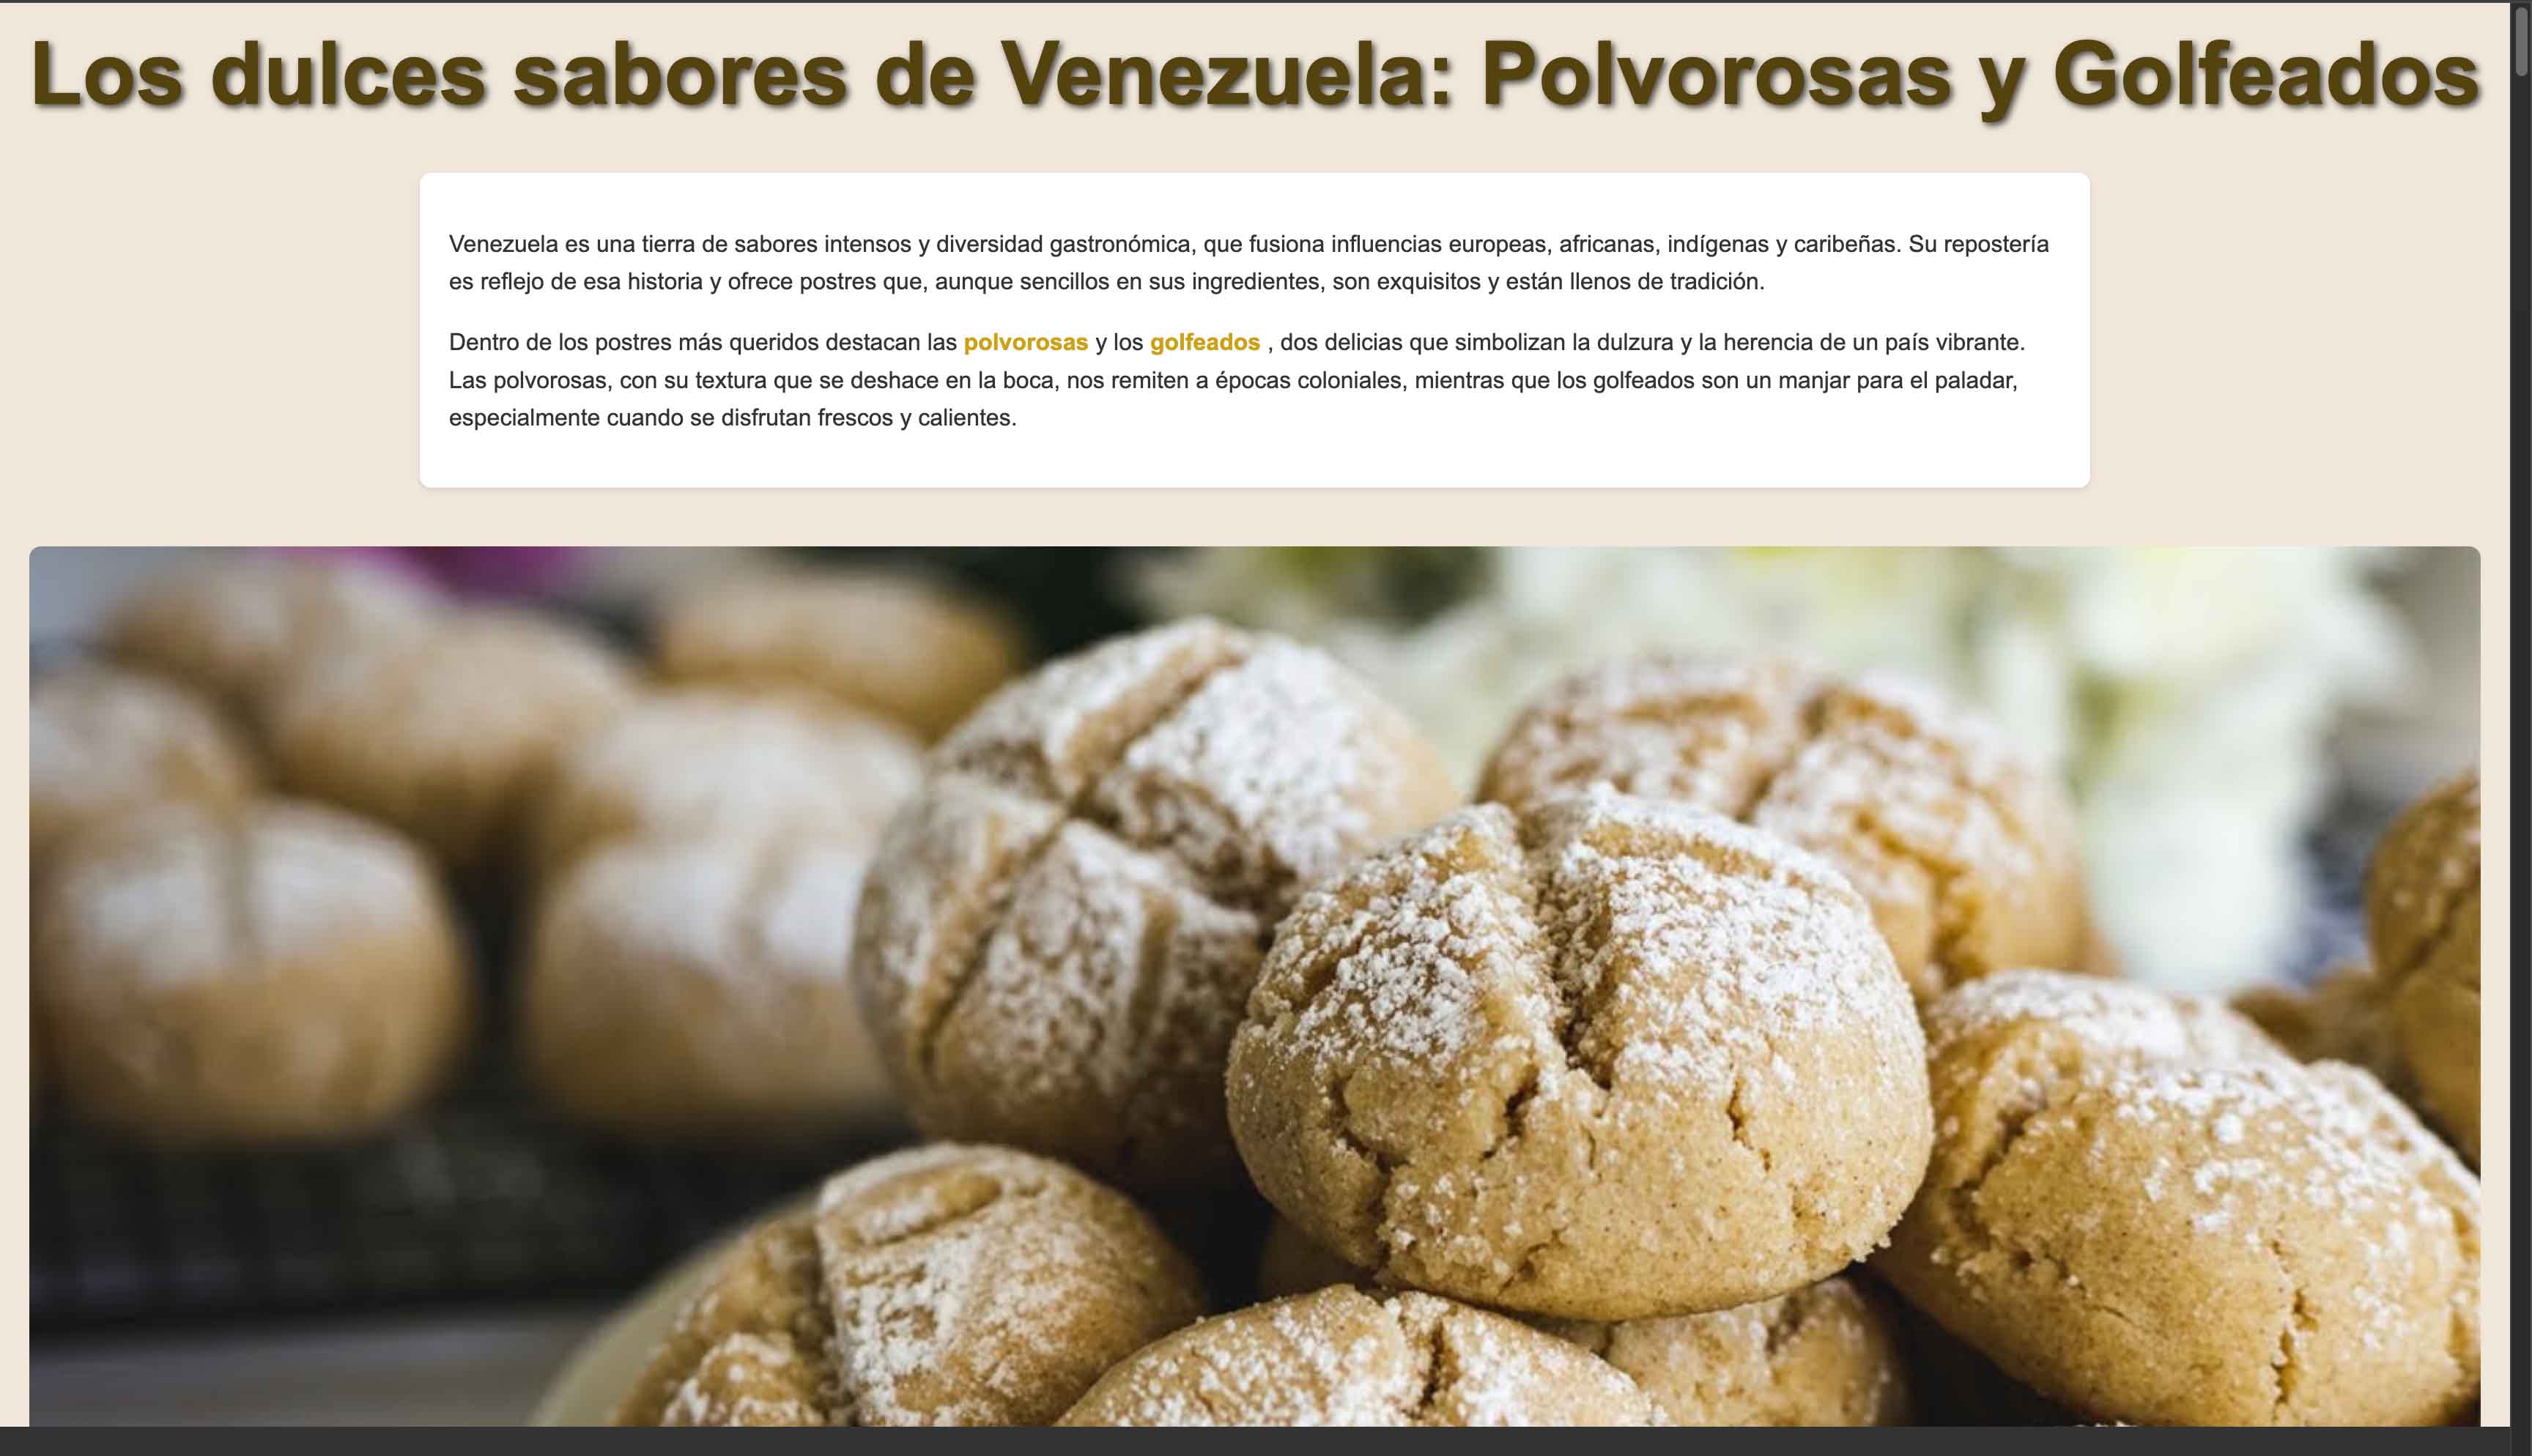 Los dulces sabores de Venezuela: Polvorosas y Golfeados
Venezuela es una tierra de sabores intensos y diversidad gastronómica, que fusiona influencias europeas, africanas, indígenas y caribeñas. Su repostería
es reflejo de esa historia y ofrece postres que, aunque sencillos en sus ingredientes, son exquisitos y están llenos de tradición.
Dentro de los postres más queridos destacan las polvorosas y los golfeados , dos delicias que simbolizan la dulzura y la herencia de un país vibrante.
Las polvorosas, con su textura que se deshace en la boca, nos remiten a épocas coloniales, mientras que los golfeados son un manjar para el paladar,
especialmente cuando se disfrutan frescos y calientes.